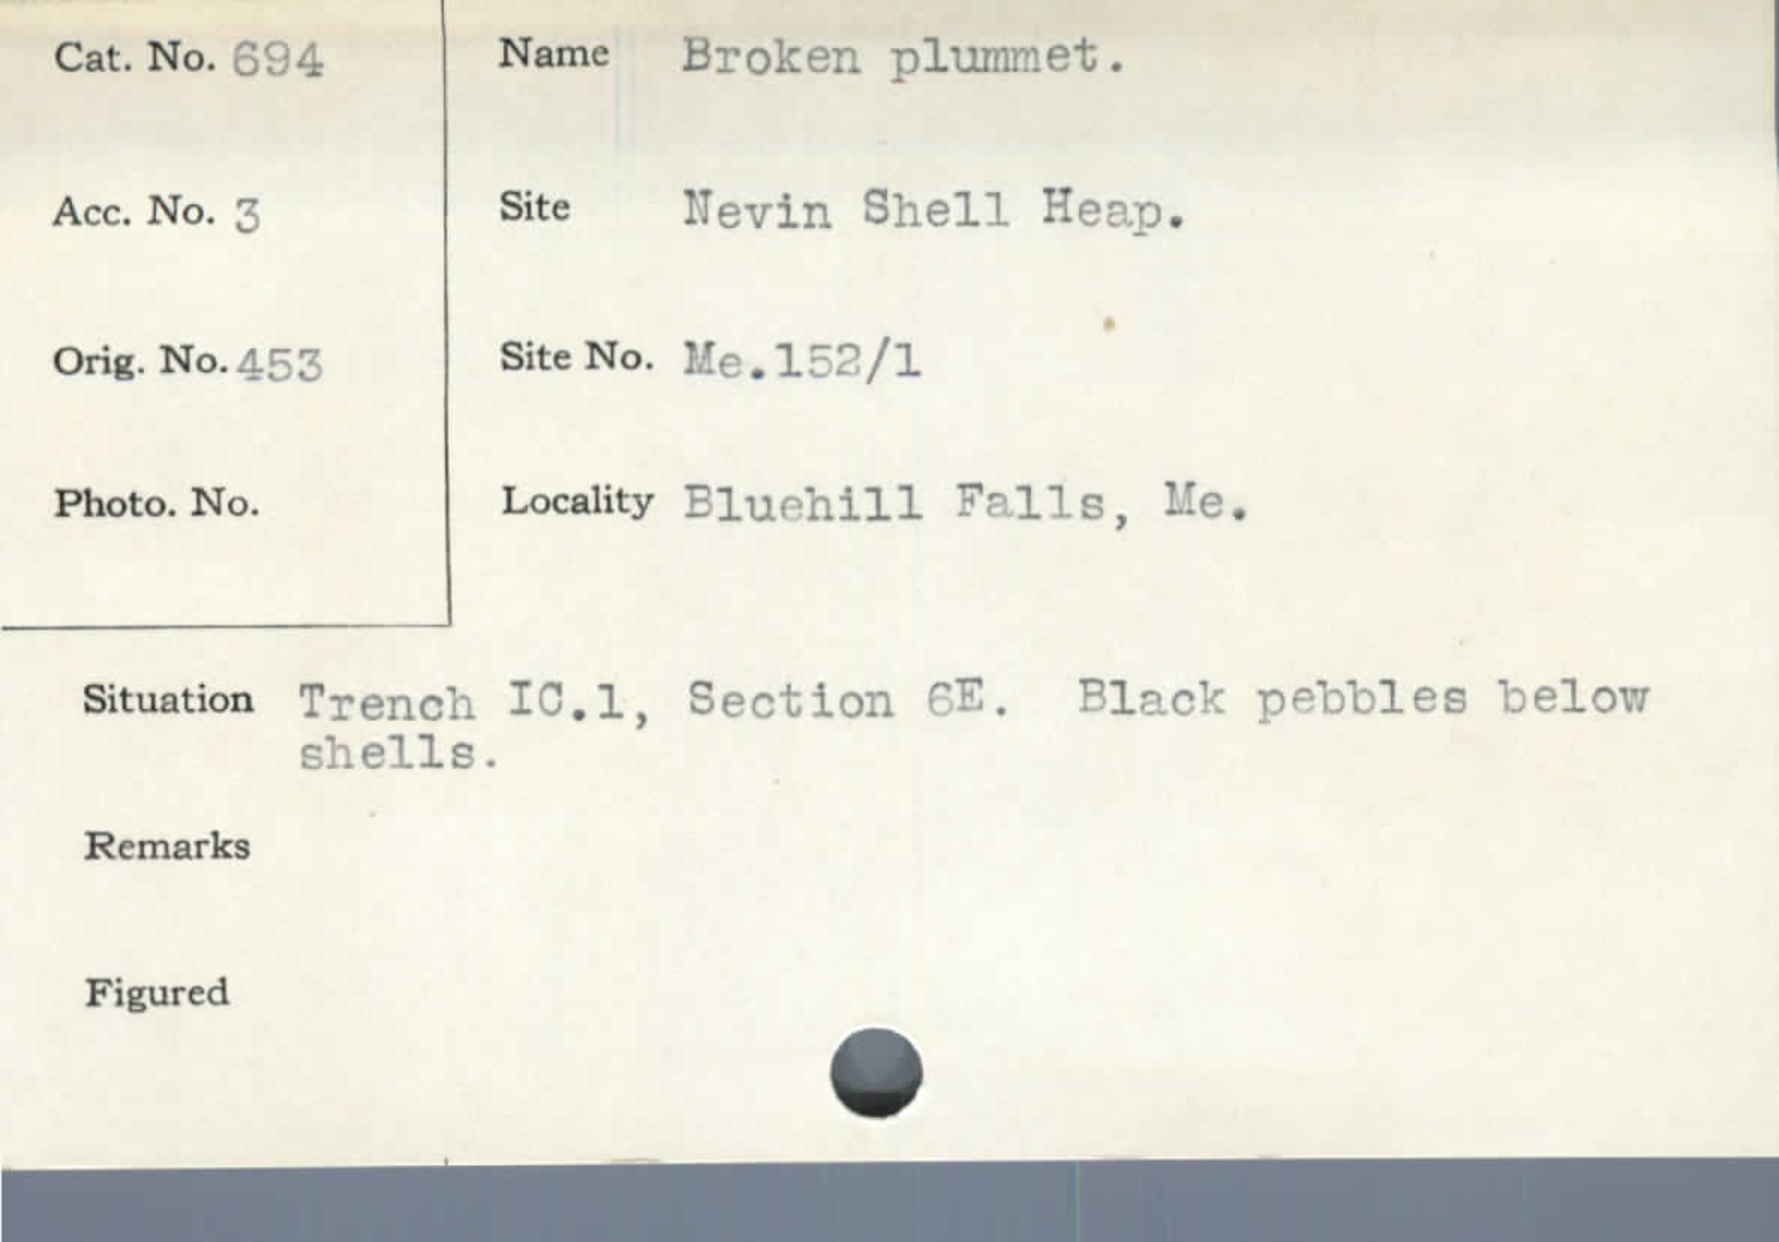 Cat. No. 694
Name Broken plummet.
Acc. No. 3
Site Nevin Shell Heap.
Orig. No. 453
Site No. Me.152/1
Photo. No.
Locality Bluehill Falls, Me.
Situation Trench IC.1, Section 6E. Black pebbles below
shells.
Remarks
Figured